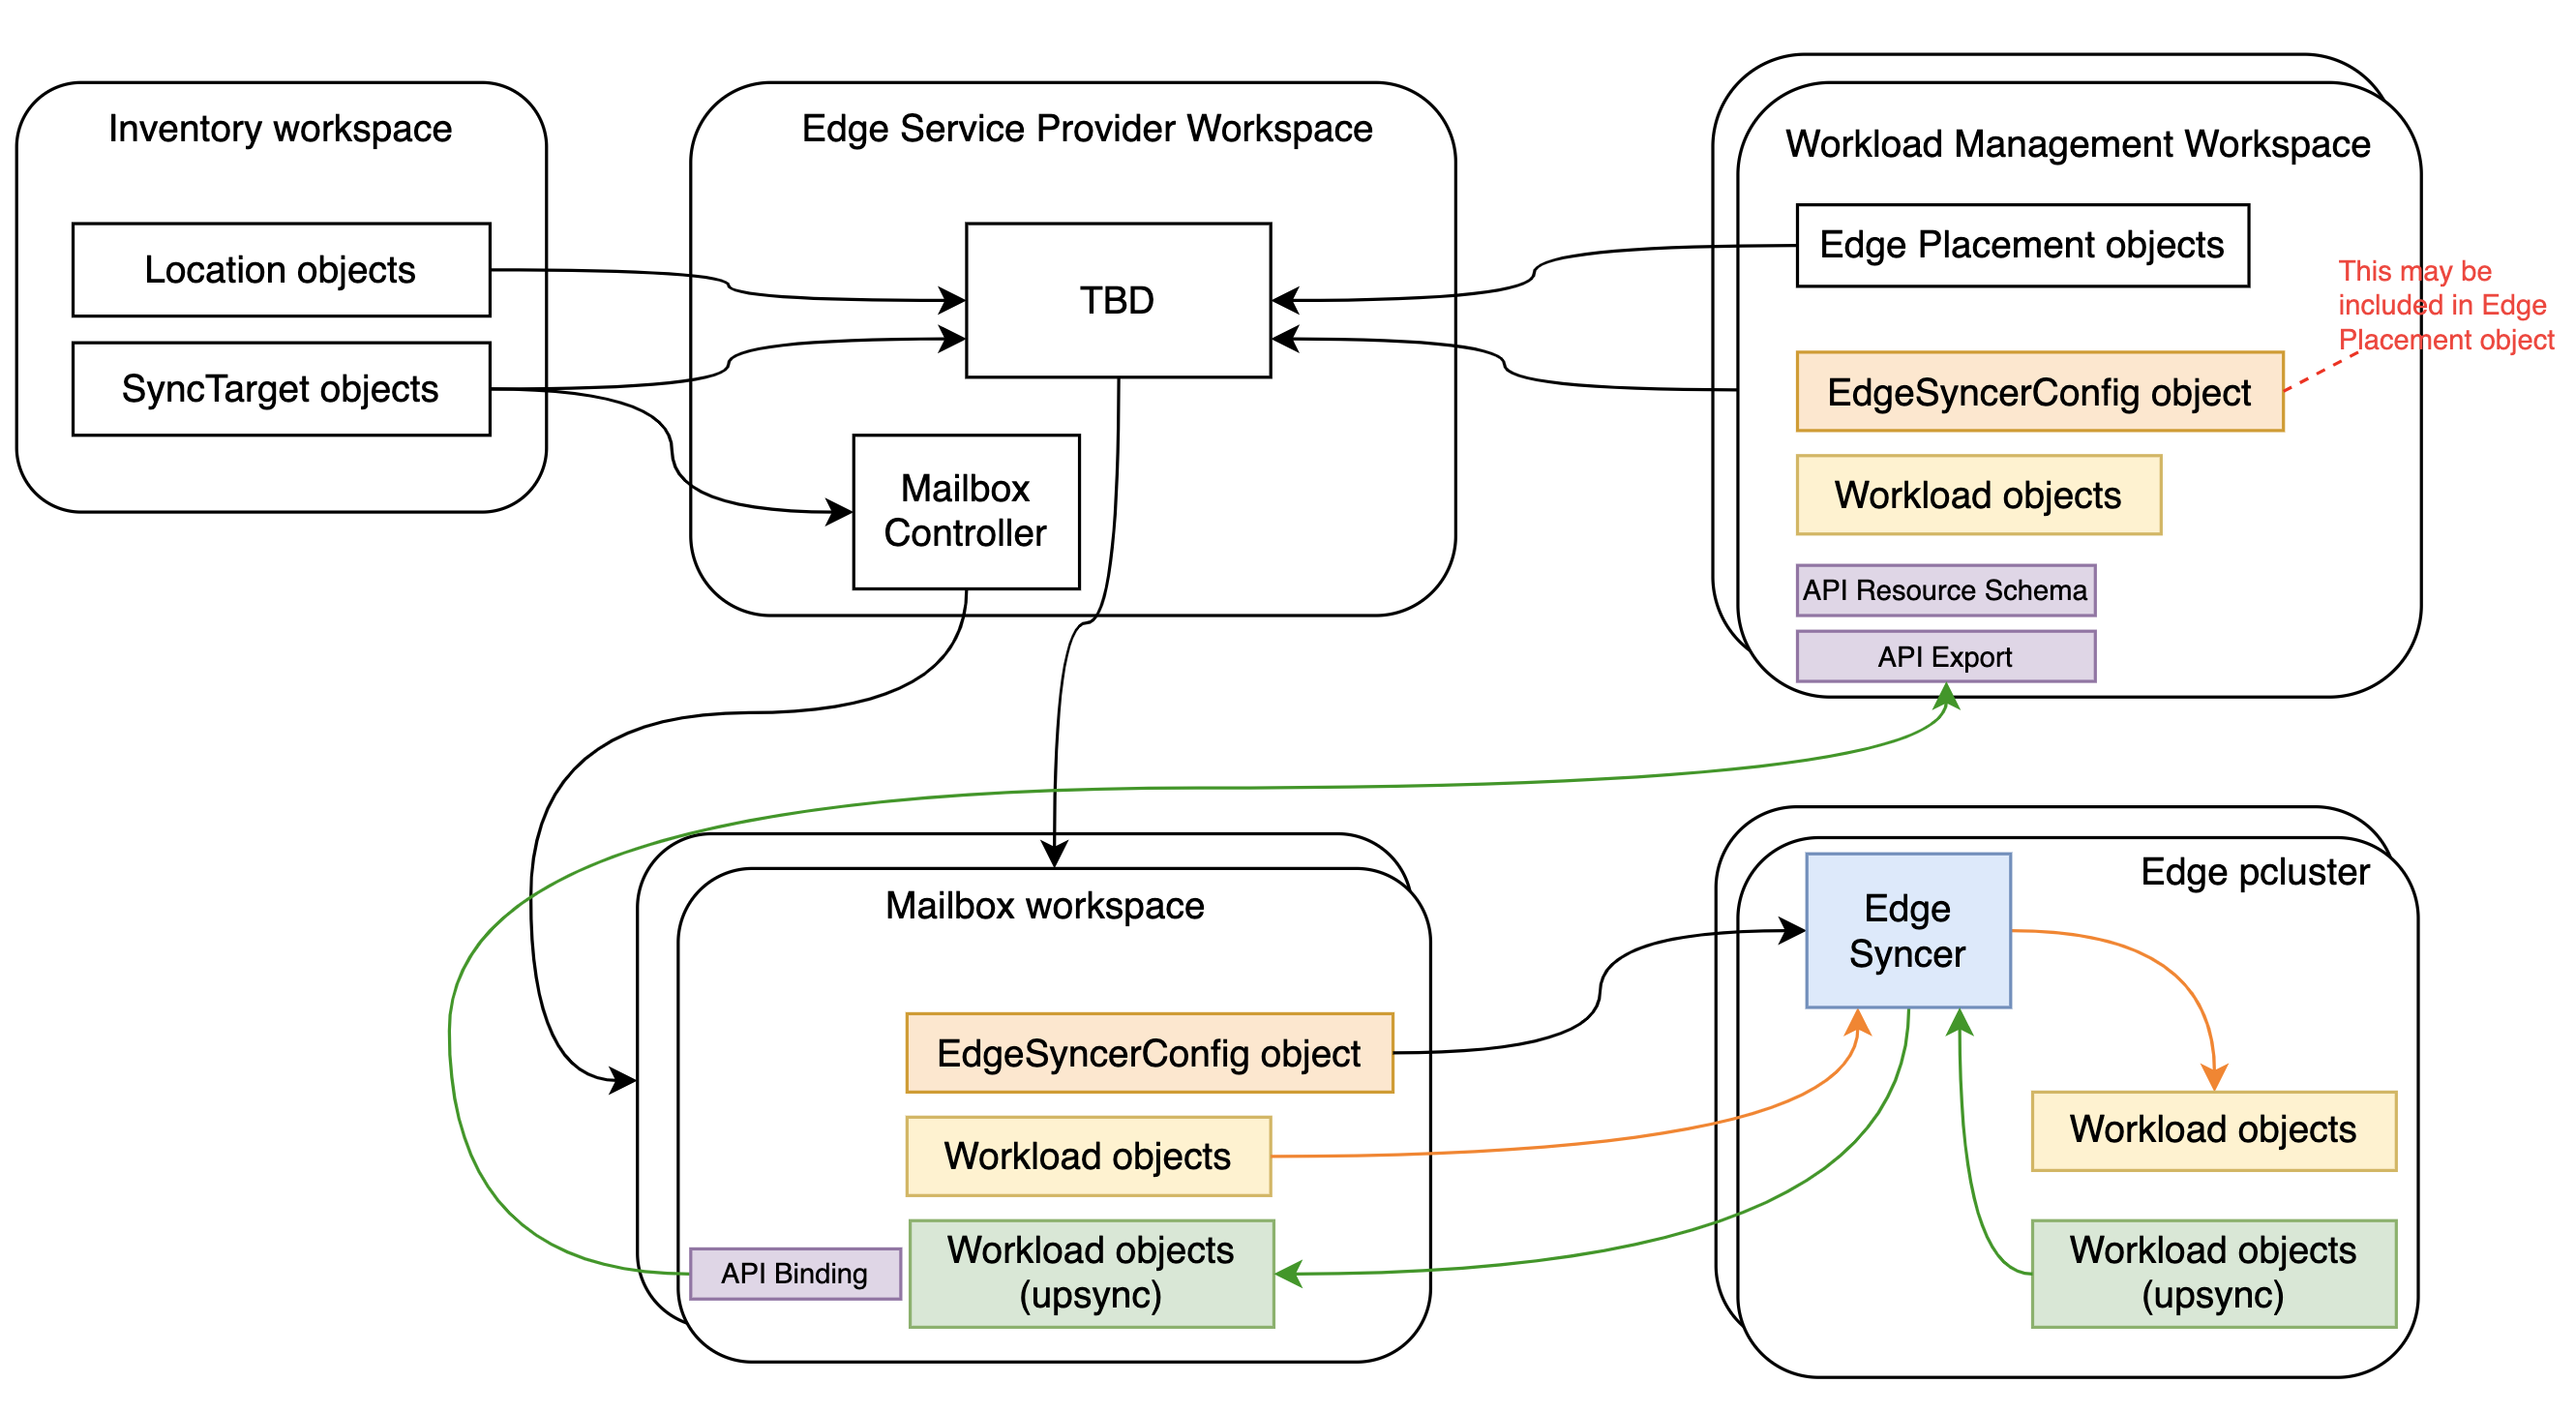 Inventory workspace
Location objects
SyncTarget objects
Edge Service Provider Workspace
TBD
Mailbox
Controller
Workload Management Workspace
Edge Placement objects
This may be
included in Edge
Placement object
EdgeSyncerConfig object
Workload objects
API Resource Schema
API Export
Mailbox workspace
EdgeSyncerConfig object
Workload objects
API Binding
Workload objects
(upsync)
Edge pcluster
Edge
Syncer
Workload objects
Workload objects
(upsync)